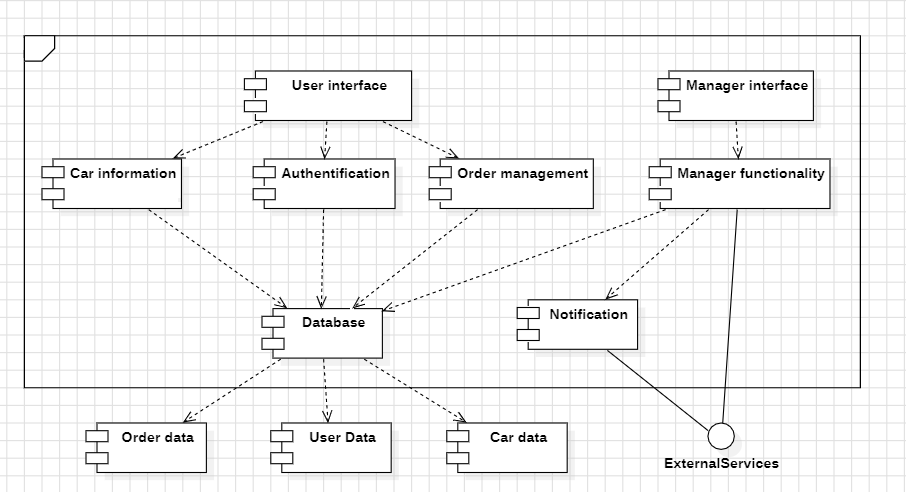 User interface
Manager interface
Car information
Authentification
Order management
Manager functionality
Database
Notification
Order data
User Data
Car data
ExternalServices